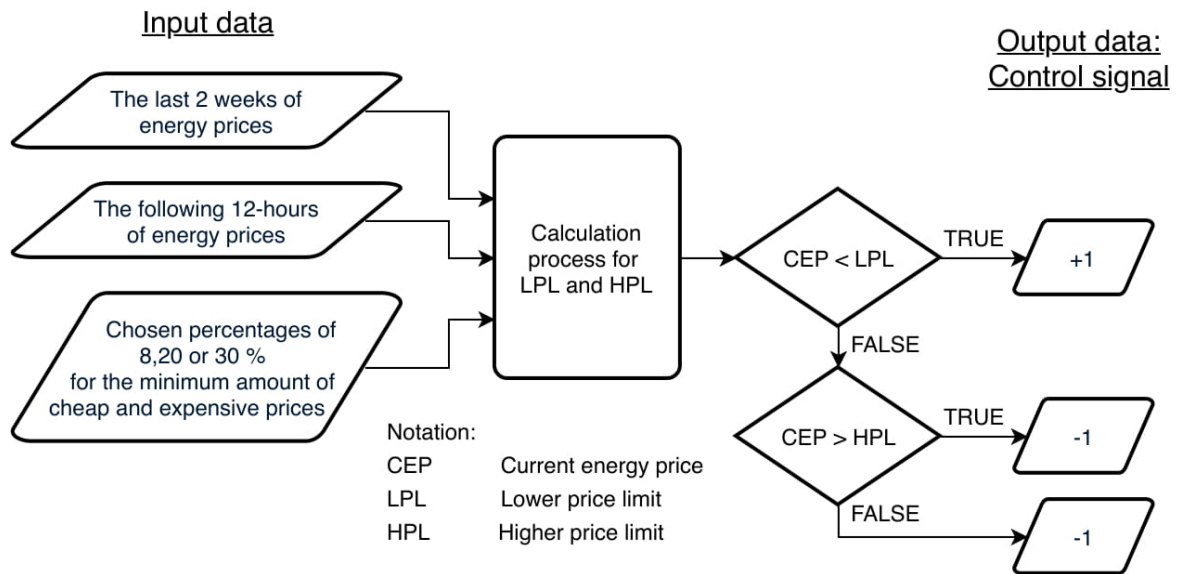 Input data
Output data:
Control signal
The last 2 weeks of
energy prices
The following 12-hours
of energy prices
Chosen percentages of
8,20 or 30 %
for the minimum amount of
cheap and expensive prices
Calculation
process for
LPL and HPL
CEP < LPL
TRUE
+1
FALSE
CEP > HPL
TRUE
-1
FALSE
-1
Notation:
CEP Current energy price
LPL Lower price limit
HPL Higher price limit